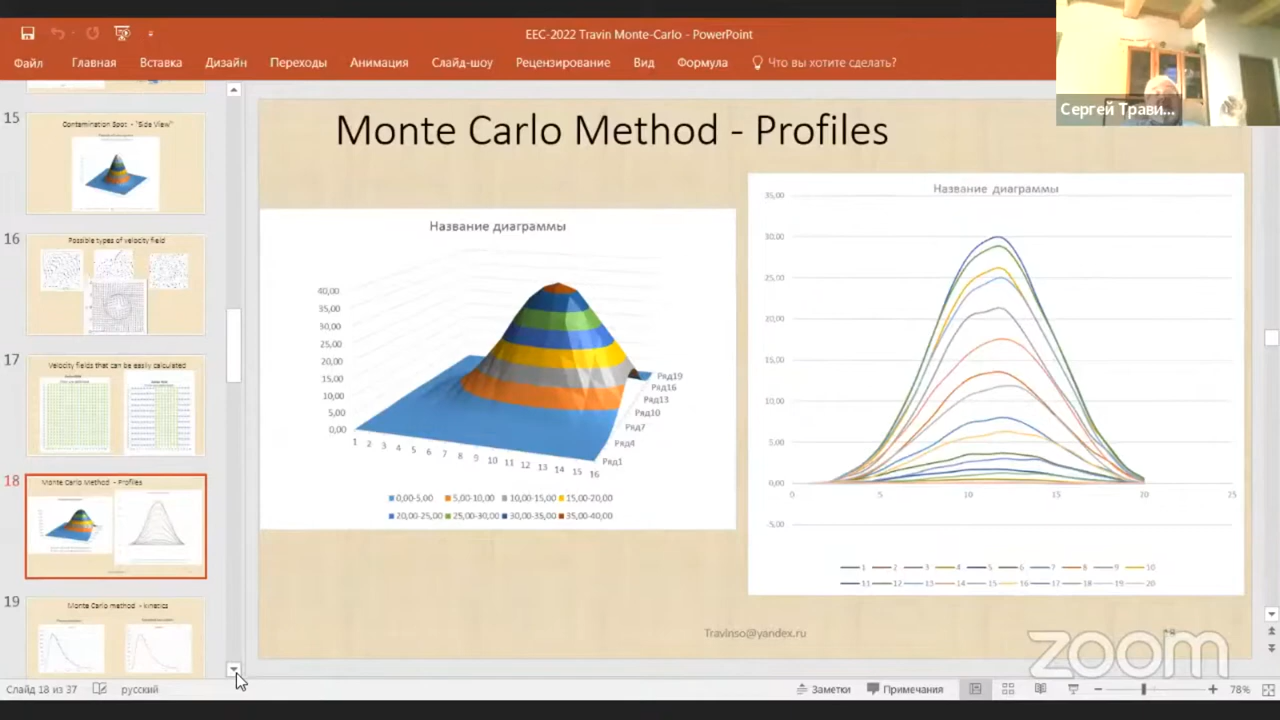 EEC-2022 Travin Monte-Carlo - PowerPoint
Файл Главная Вставка Дизайн Переходы Анимация Слайд-шоу Рецензирование Вид Формула Что вы хотите сделать?
Сергей Трави...
15
Contamination Spot - "Side View"
16
Possible types of velocity field
17
Velocity fields that can be easily calculated
18
Monte Carlo Method - Profiles
19
Monte Carlo method - kinetics
Monte Carlo Method - Profiles
Название диаграммы
40,00
35,00
30,00
25,00
20,00
15,00
10,00
5,00
0,00
1 2 3 4 5 6 7 8 9 10 11 12 13 14 15 16
Ряд19
Ряд16
Ряд13
Ряд10
Ряд7
Ряд4
Ряд1
0,00-5,00 5,00-10,00 10,00-15,00 15,00-20,00
20,00-25,00 25,00-30,00 30,00-35,00 35,00-40,00
Название диаграммы
35,00
30,00
25,00
20,00
15,00
10,00
5,00
0,00
-5,00
0 5 10 15 20 25
1 2 3 4 5 6 7 8 9 10
11 12 13 14 15 16 17 18 19 20
Travinso@yandex.ru
zoom
Слайд 18 из 37 русский
Заметки Примечания 78%